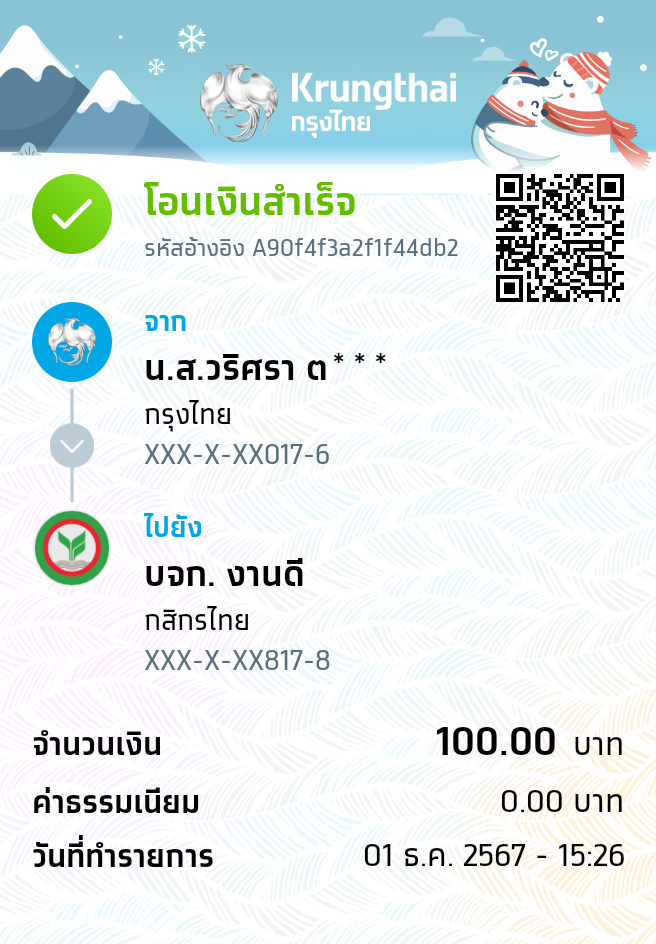 Krungthai
กรุงไทย
โอนเงินสำเร็จ
รหัสอ้างอิง A90f4f3a2f1f44db2
จาก
น.ส.วริศรา ต***
กรุงไทย
XXX-X-XX017-6
ไปยัง
บจก. งานดี
กสิกรไทย
XXX-X-XX817-8
จำนวนเงิน 100.00 บาท
ค่าธรรมเนียม 0.00 บาท
วันที่ทำรายการ 01 ธ.ค. 2567 - 15:26